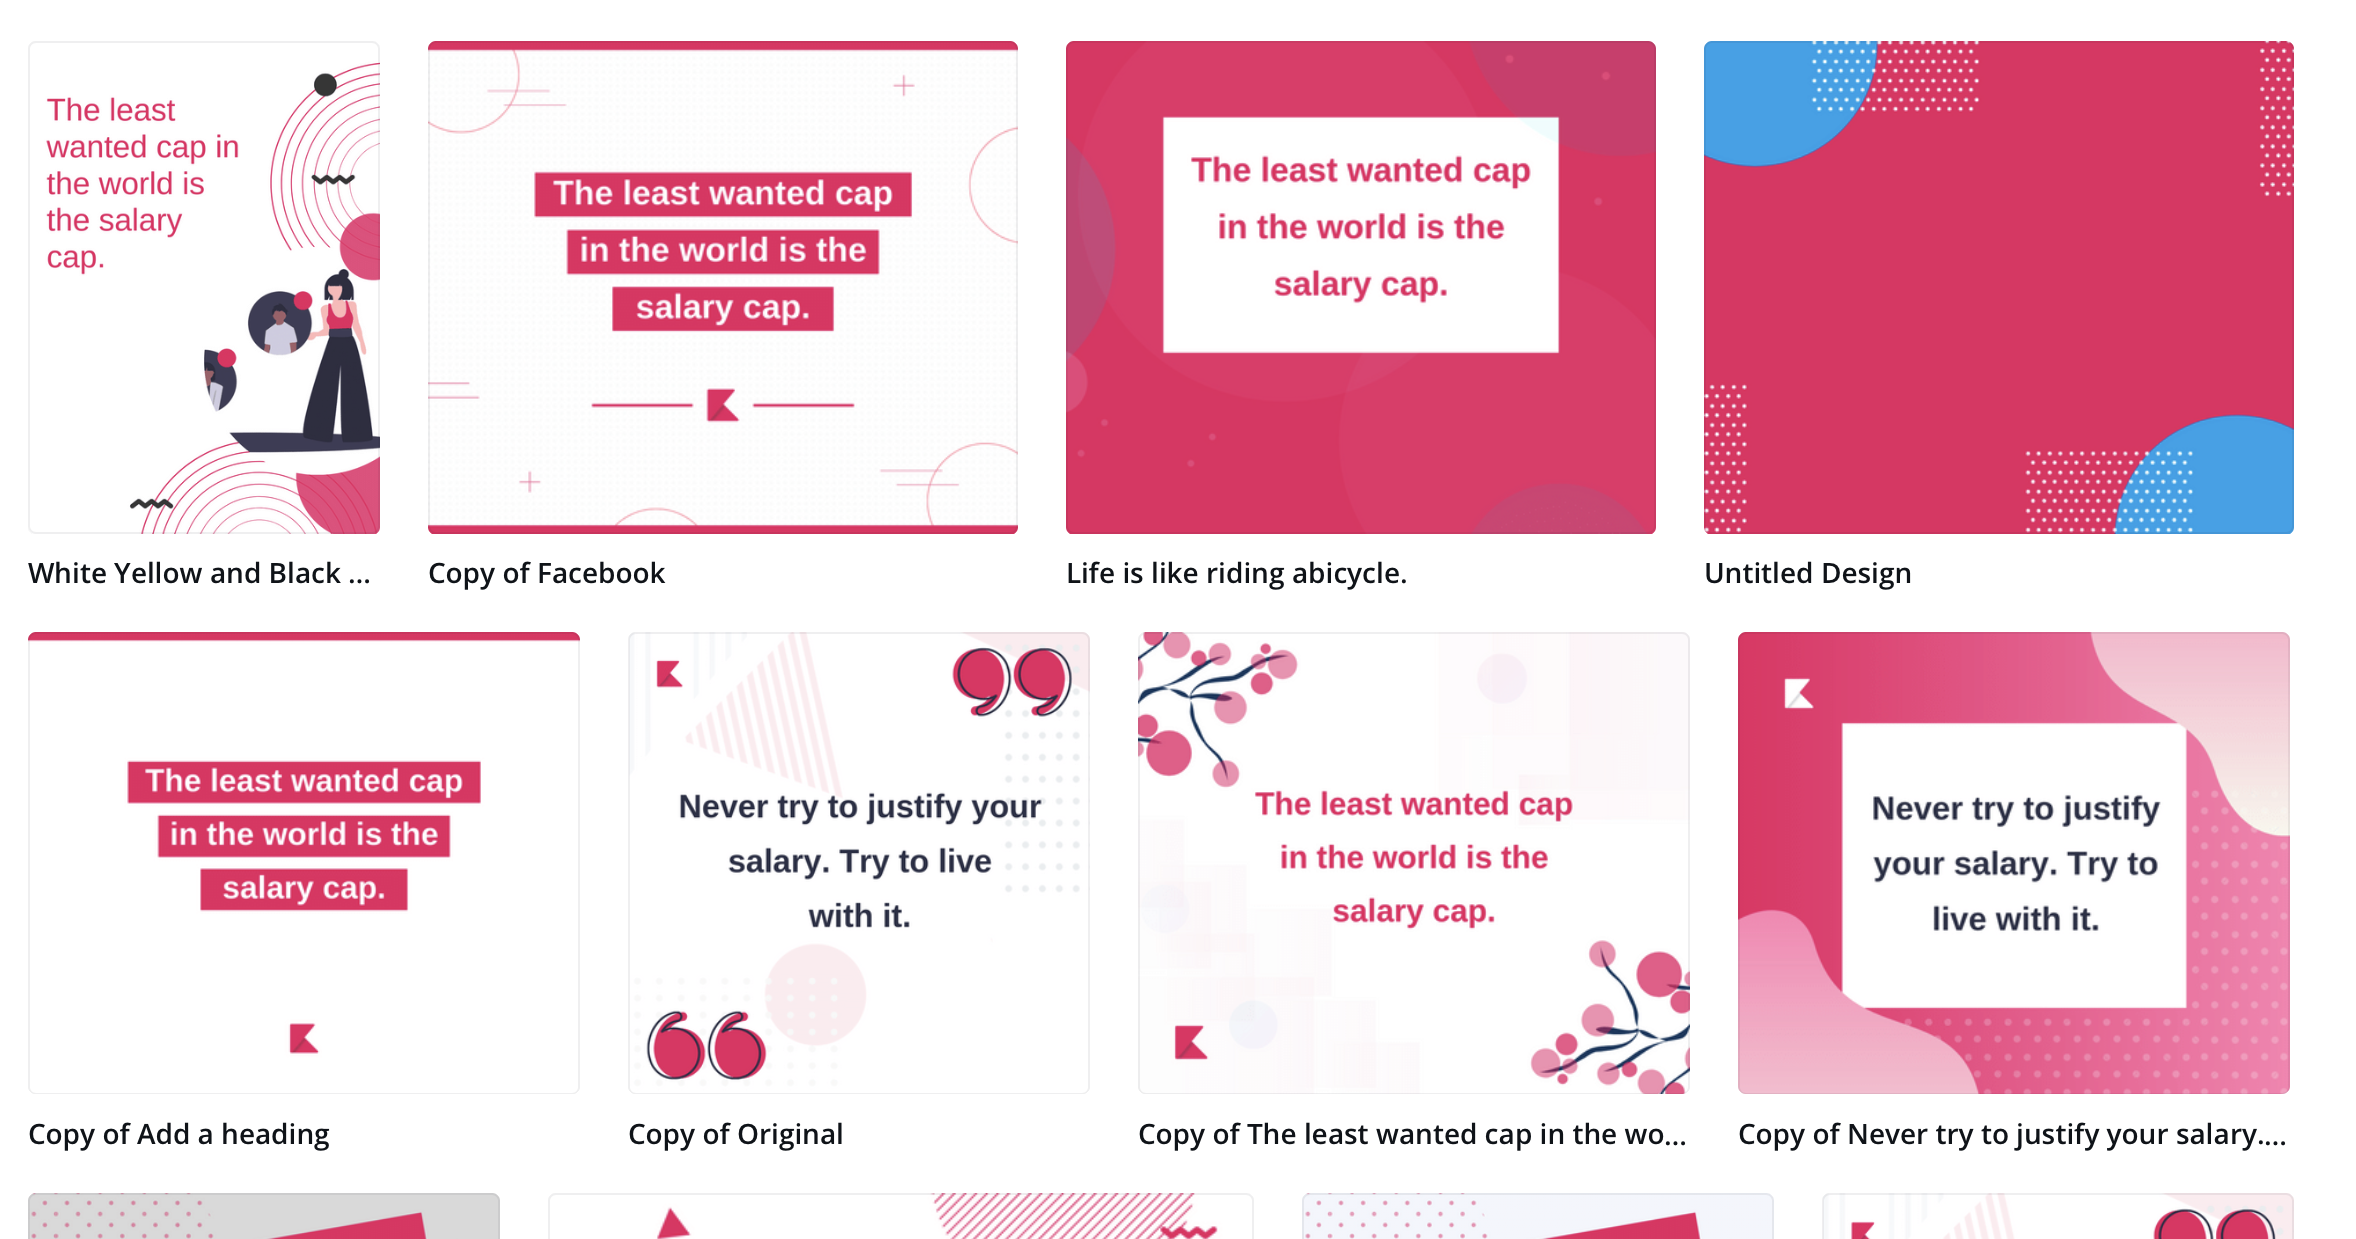 The least
wanted cap in
the world is
the salary
cap.
The least wanted cap
in the world is the
salary cap.
The least wanted cap
in the world is the
salary cap.
White Yellow and Black ...
Copy of Facebook
Life is like riding abicycle.
Untitled Design
The least wanted cap
in the world is the
salary cap.
Never try to justify your
salary. Try to live
with it.
The least wanted cap
in the world is the
salary cap.
Never try to justify
your salary. Try to
live with it.
Copy of Add a heading
Copy of Original
Copy of The least wanted cap in the wo...
Copy of Never try to justify your salary....